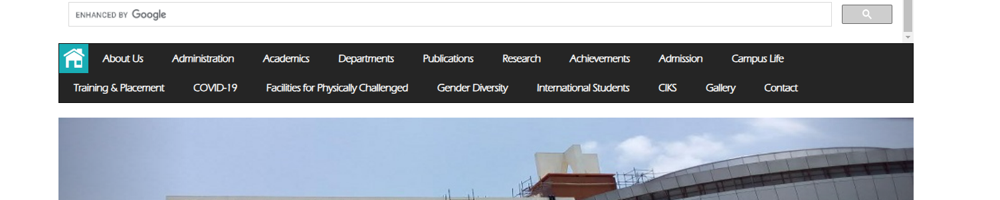 ENHANCED BY Google
About Us Administration Academics Departments Publications Research Achievements Admission Campus Life
Training & Placement COVID-19 Facilities for Physically Challenged Gender Diversity International Students CIKS Gallery Contact